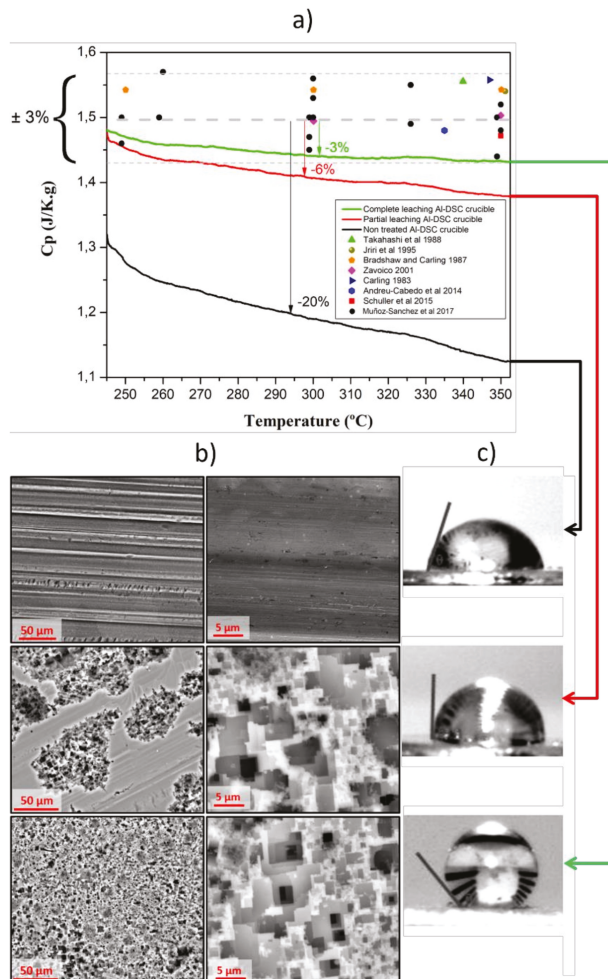 a)
1,6
1,5
1,4
1,3
1,2
1,1
Cp (J/K.g)
± 3%
-3%
-6%
-20%
Complete leaching Al-DSC crucible
Partial leaching Al-DSC crucible
Non treated Al-DSC crucible
Takahashi et al 1988
Jriri et al 1995
Bradshaw and Carling 1987
Zavoico 2001
Carling 1983
Andreu-Cabedo et al 2014
Schuller et al 2015
Muñoz-Sanchez et al 2017
250 260 270 280 290 300 310 320 330 340 350
Temperature (ºC)
b)
c)
50 µm
5 µm
50 µm
5 µm
50 µm
5 µm